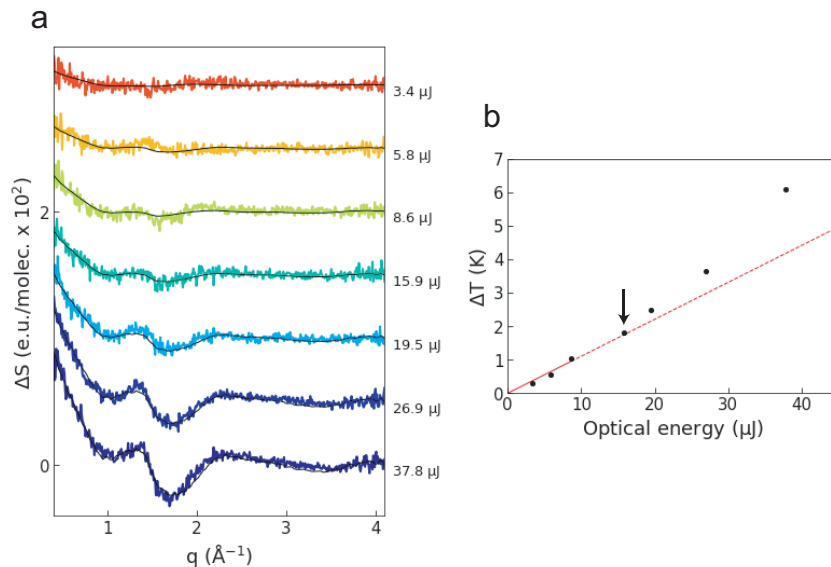 a
3.4 µJ
5.8 µJ
2
8.6 µJ
15.9 µJ
19.5 µJ
26.9 µJ
0
37.8 µJ
1 2 3 4
q (Å⁻¹)
ΔS (e.u./molec. x 10²)
b
7
6
5
4
3
2
1
0
0 10 20 30 40
Optical energy (µJ)
ΔT (K)